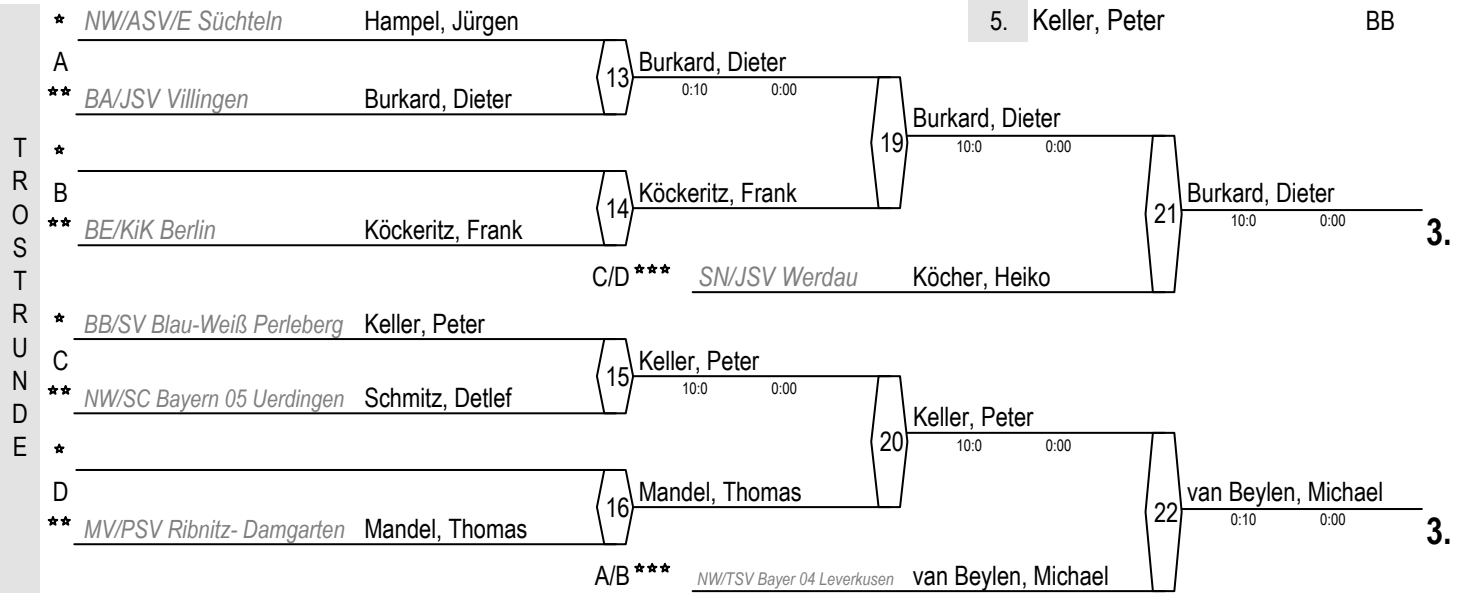 TROSTRUNDE
* NW/ASV/E Süchteln Hampel, Jürgen
5. Keller, Peter BB
A
13 Burkard, Dieter
0:10 0:00
** BA/JSV Villingen Burkard, Dieter
19 Burkard, Dieter
10:0 0:00
*
B
14 Köckeritz, Frank
** BE/KiK Berlin Köckeritz, Frank
21 Burkard, Dieter
10:0 0:00
3.
C/D *** SN/JSV Werdau Köcher, Heiko
* BB/SV Blau-Weiß Perleberg Keller, Peter
C
15 Keller, Peter
10:0 0:00
** NW/SC Bayern 05 Uerdingen Schmitz, Detlef
20 Keller, Peter
10:0 0:00
*
D
16 Mandel, Thomas
** MV/PSV Ribnitz- Damgarten Mandel, Thomas
22 van Beylen, Michael
0:10 0:00
3.
A/B *** NW/TSV Bayer 04 Leverkusen van Beylen, Michael